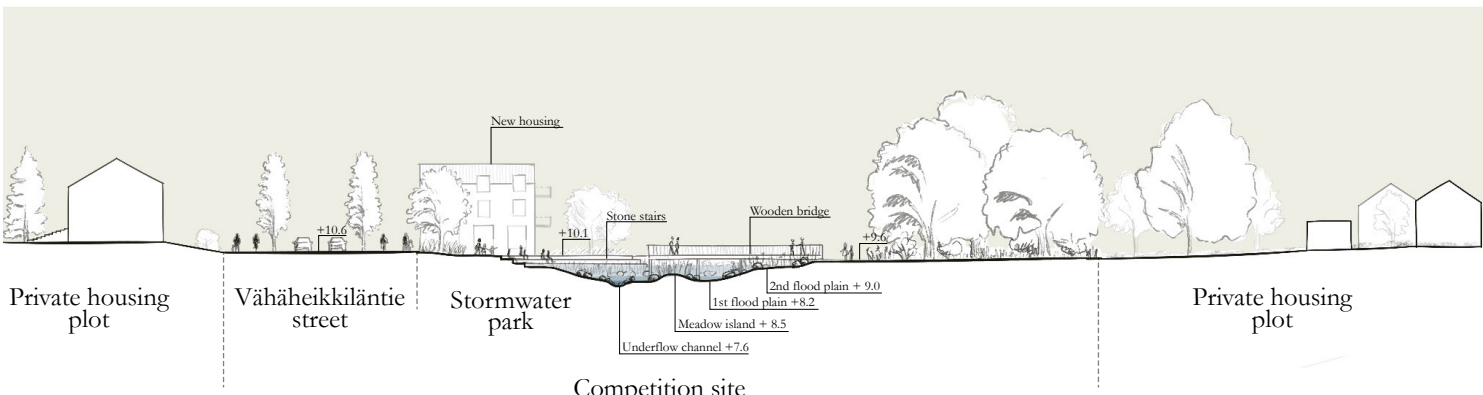 New housing
Stone stairs
Wooden bridge
+10.6
+10.1
+9.6
2nd flood plain + 9.0
1st flood plain +8.2
Meadow island + 8.5
Underflow channel +7.6
Private housing
plot
Vähäheikkiläntie
street
Stormwater
park
Private housing
plot
Competition site